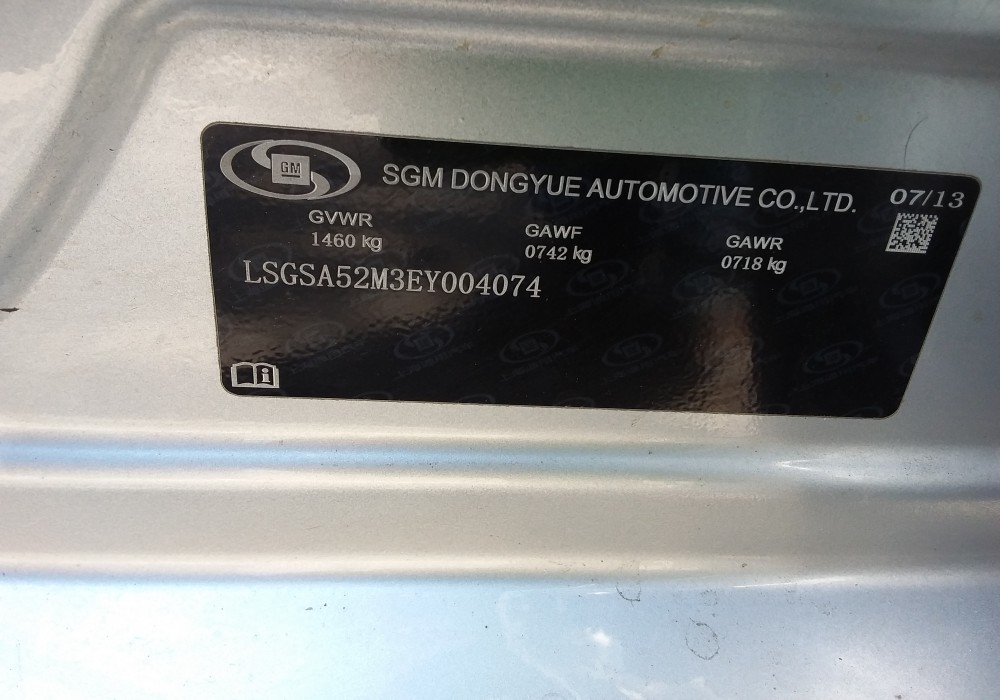 GM
SGM DONGYUE AUTOMOTIVE CO.,LTD.
07/13
GVWR
1460 kg
GAWF
0742 kg
GAWR
0718 kg
LSGSA52M3EY004074